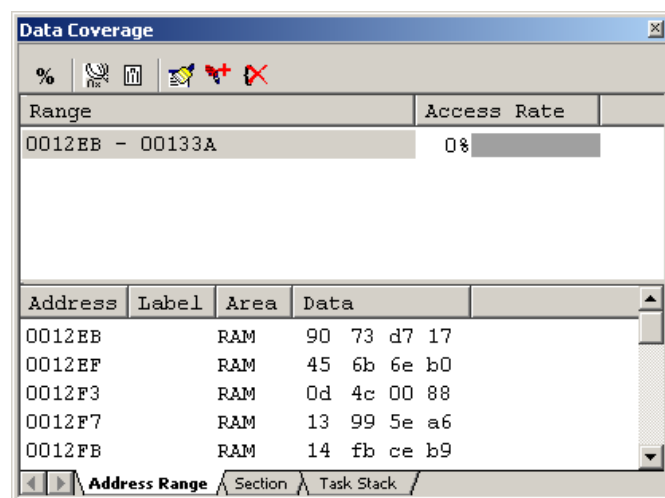 Data Coverage
%
Range Access Rate
0012EB - 00133A 0%
Address Label Area Data
0012EB RAM 90 73 d7 17
0012EF RAM 45 6b 6e b0
0012F3 RAM 0d 4c 00 88
0012F7 RAM 13 99 5e a6
0012FB RAM 14 fb ce b9
Address Range Section Task Stack